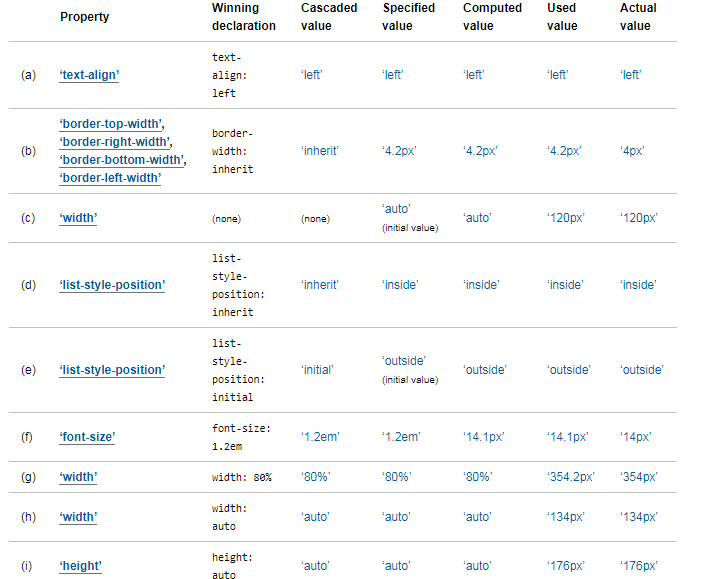 Property Winning declaration Cascaded value Specified value Computed value Used value Actual value
(a) ‘text-align’ text-align: left ‘left’ ‘left’ ‘left’ ‘left’ ‘left’
(b) ‘border-top-width’, ‘border-right-width’, ‘border-bottom-width’, ‘border-left-width’ border-width: inherit ‘inherit’ ‘4.2px’ ‘4.2px’ ‘4.2px’ ‘4px’
(c) ‘width’ (none) (none) ‘auto’ (initial value) ‘auto’ ‘120px’ ‘120px’
(d) ‘list-style-position’ list-style-position: inherit ‘inherit’ ‘inside’ ‘inside’ ‘inside’ ‘inside’
(e) ‘list-style-position’ list-style-position: initial ‘initial’ ‘outside’ (initial value) ‘outside’ ‘outside’ ‘outside’
(f) ‘font-size’ font-size: 1.2em ‘1.2em’ ‘1.2em’ ‘14.1px’ ‘14.1px’ ‘14px’
(g) ‘width’ width: 80% ‘80%’ ‘80%’ ‘80%’ ‘354.2px’ ‘354px’
(h) ‘width’ width: auto ‘auto’ ‘auto’ ‘auto’ ‘134px’ ‘134px’
(i) ‘height’ height: auto ‘auto’ ‘auto’ ‘auto’ ‘176px’ ‘176px’